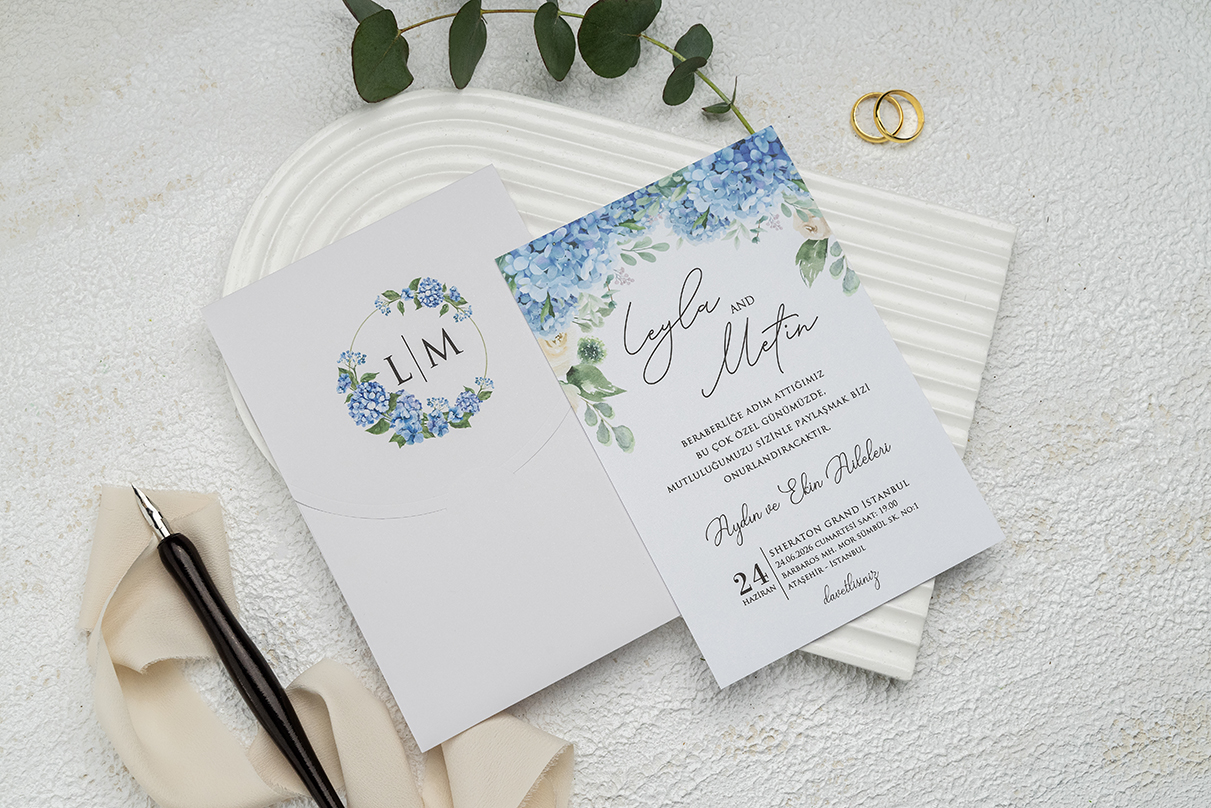 L|M
Leyla AND
Metin
BERABERLİĞE ADIM ATTIĞIMIZ
BU ÇOK ÖZEL GÜNÜMÜZDE,
MUTLULUĞUMUZU SİZİNLE PAYLAŞMAK BİZİ
ONURLANDIRACAKTIR.
Aydın ve Ekin Aileleri
24
HAZİRAN
SHERATON GRAND İSTANBUL
24.06.2026 CUMARTESİ SAAT: 19.00
BARBAROS MH. MOR SÜMBÜL SK. NO:1
ATAŞEHİR - İSTANBUL
davetlisiniz